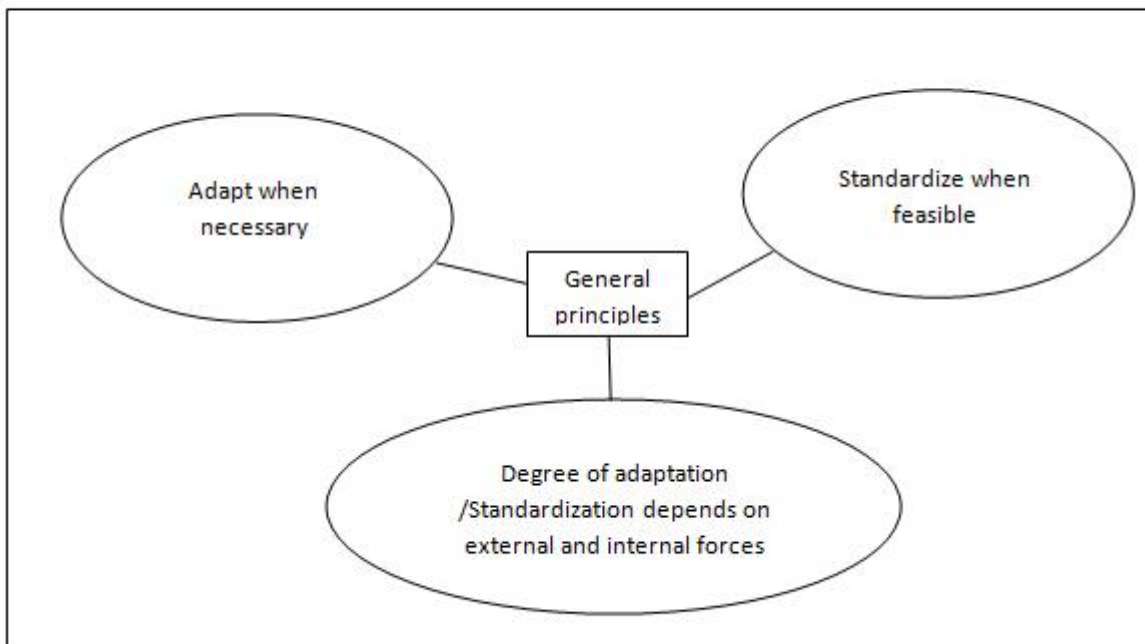 Adapt when
necessary
Standardize when
feasible
General
principles
Degree of adaptation
/Standardization depends on
external and internal forces